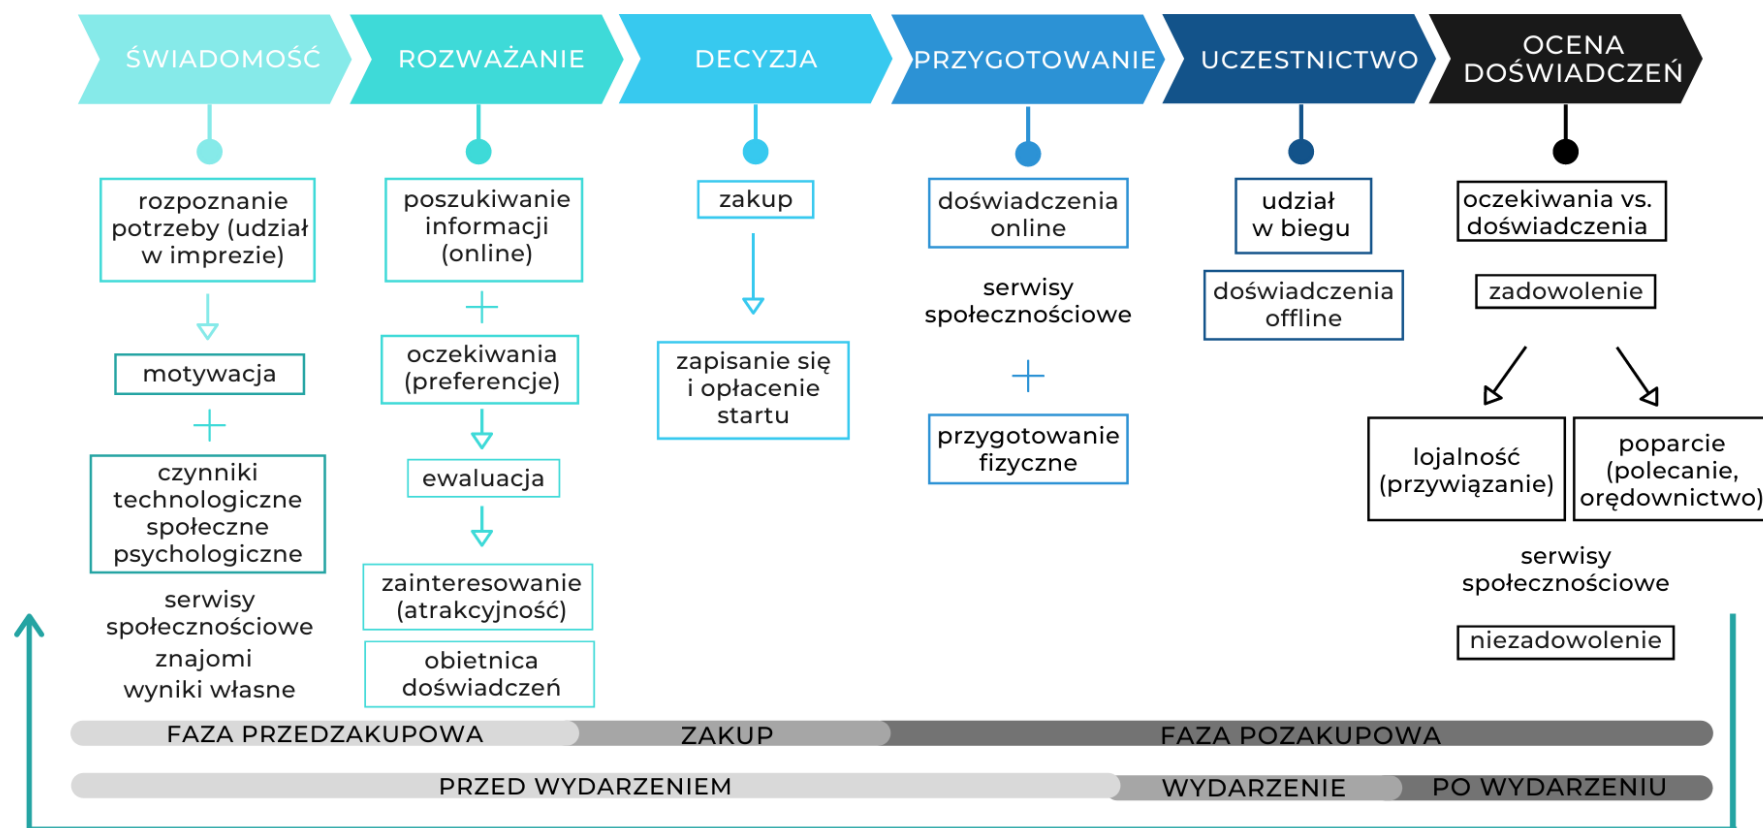 ŚWIADOMOŚĆ
ROZWAŻANIE
DECYZJA
PRZYGOTOWANIE
UCZESTNICTWO
OCENA
DOŚWIADCZEŃ
rozpoznanie
potrzeby (udział
w imprezie)
motywacja
czynniki
technologiczne
społeczne
psychologiczne
serwisy
społecznościowe
znajomi
wyniki własne
poszukiwanie
informacji
(online)
oczekiwania
(preferencje)
ewaluacja
zainteresowanie
(atrakcyjność)
obietnica
doświadczeń
zakup
zapisanie się
i opłacenie
startu
doświadczenia
online
serwisy
społecznościowe
przygotowanie
fizyczne
udział
w biegu
doświadczenia
offline
oczekiwania vs.
doświadczenia
zadowolenie
lojalność
(przywiązanie)
poparcie
(polecanie,
orędownictwo)
serwisy
społecznościowe
niezadowolenie
FAZA PRZEDZAKUPOWA
ZAKUP
FAZA POZAKUPOWA
PRZED WYDARZENIEM
WYDARZENIE
PO WYDARZENIU